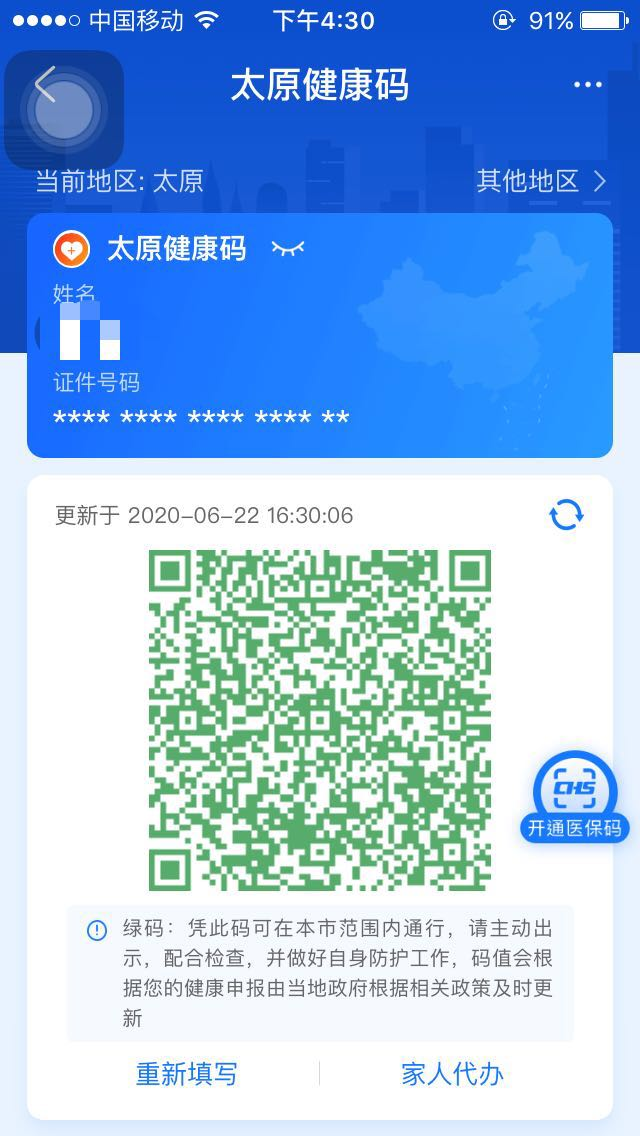 中国移动
下午4:30
91%
太原健康码
当前地区: 太原
其他地区
太原健康码
姓名
证件号码
**** **** **** **** **
更新于 2020-06-22 16:30:06
CHS
开通医保码
绿码：凭此码可在本市范围内通行，请主动出
示，配合检查，并做好自身防护工作，码值会根
据您的健康申报由当地政府根据相关政策及时更
新
重新填写
家人代办